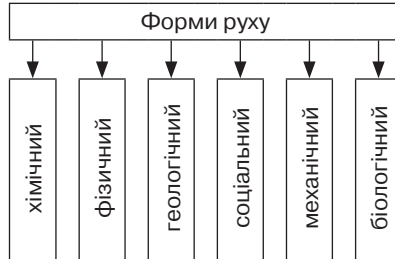 Форми руху
хімічний
фізичний
геологічний
соціальний
механічний
біологічний